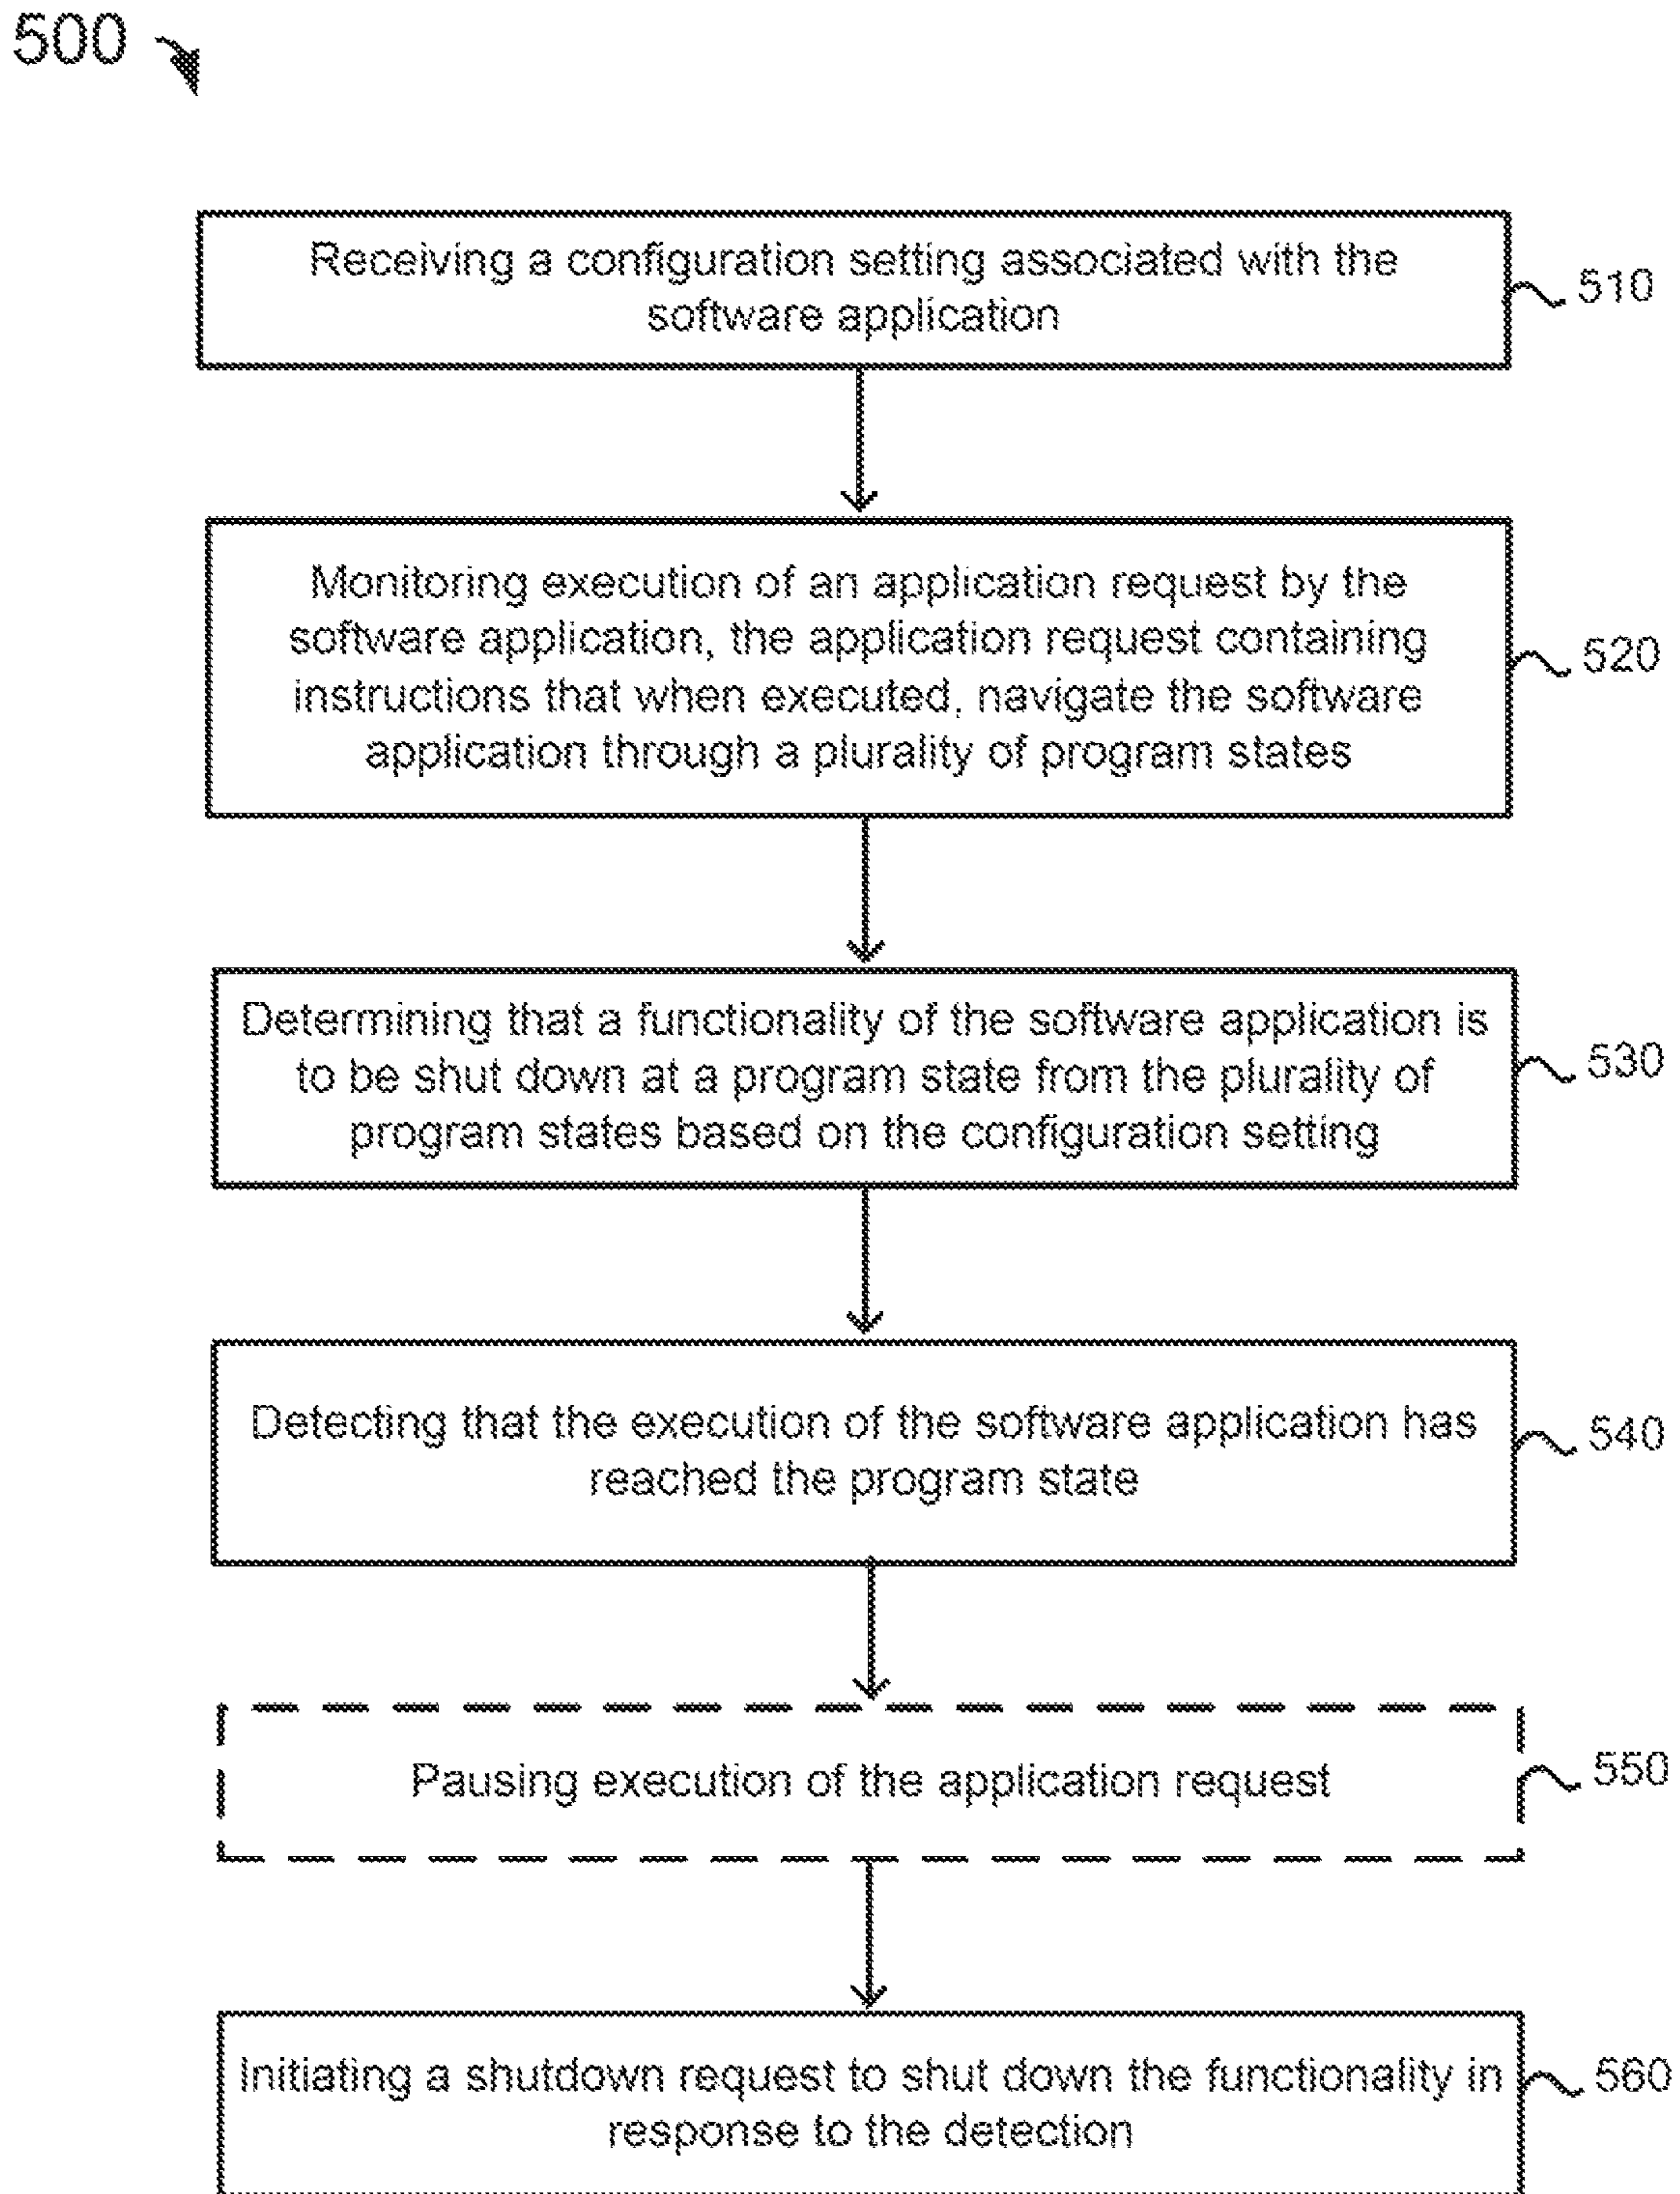 500
Receiving a configuration setting associated with the
software application
510
Monitoring execution of an application request by the
software application, the application request containing
instructions that when executed, navigate the software
application through a plurality of program states
520
Determining that a functionality of the software application is
to be shut down at a program state from the plurality of
program states based on the configuration setting
530
Detecting that the execution of the software application has
reached the program state
540
Pausing execution of the application request
550
Initiating a shutdown request to shut down the functionality in
response to the detection
560